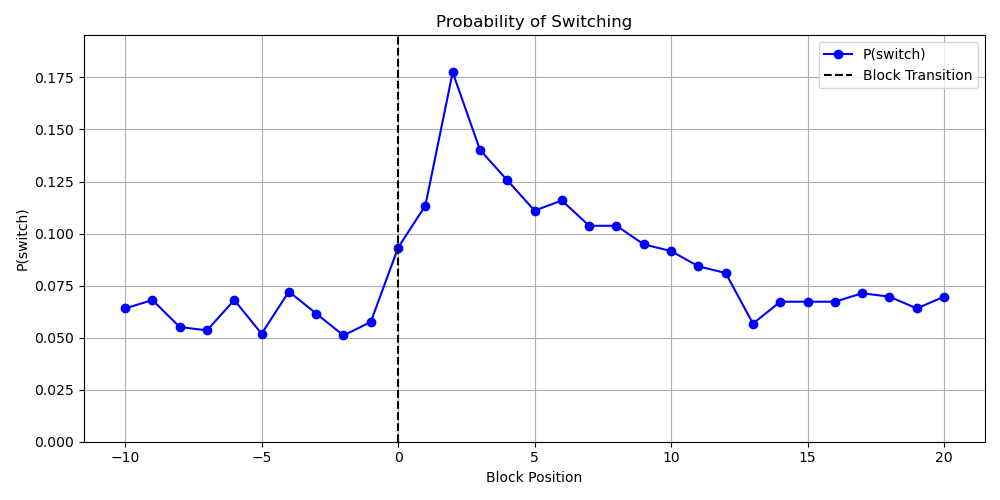 Probability of Switching
P(switch)
Block Transition
0.175
0.150
0.125
0.100
0.075
0.050
0.025
0.000
P(switch)
−10 −5 0 5 10 15 20
Block Position